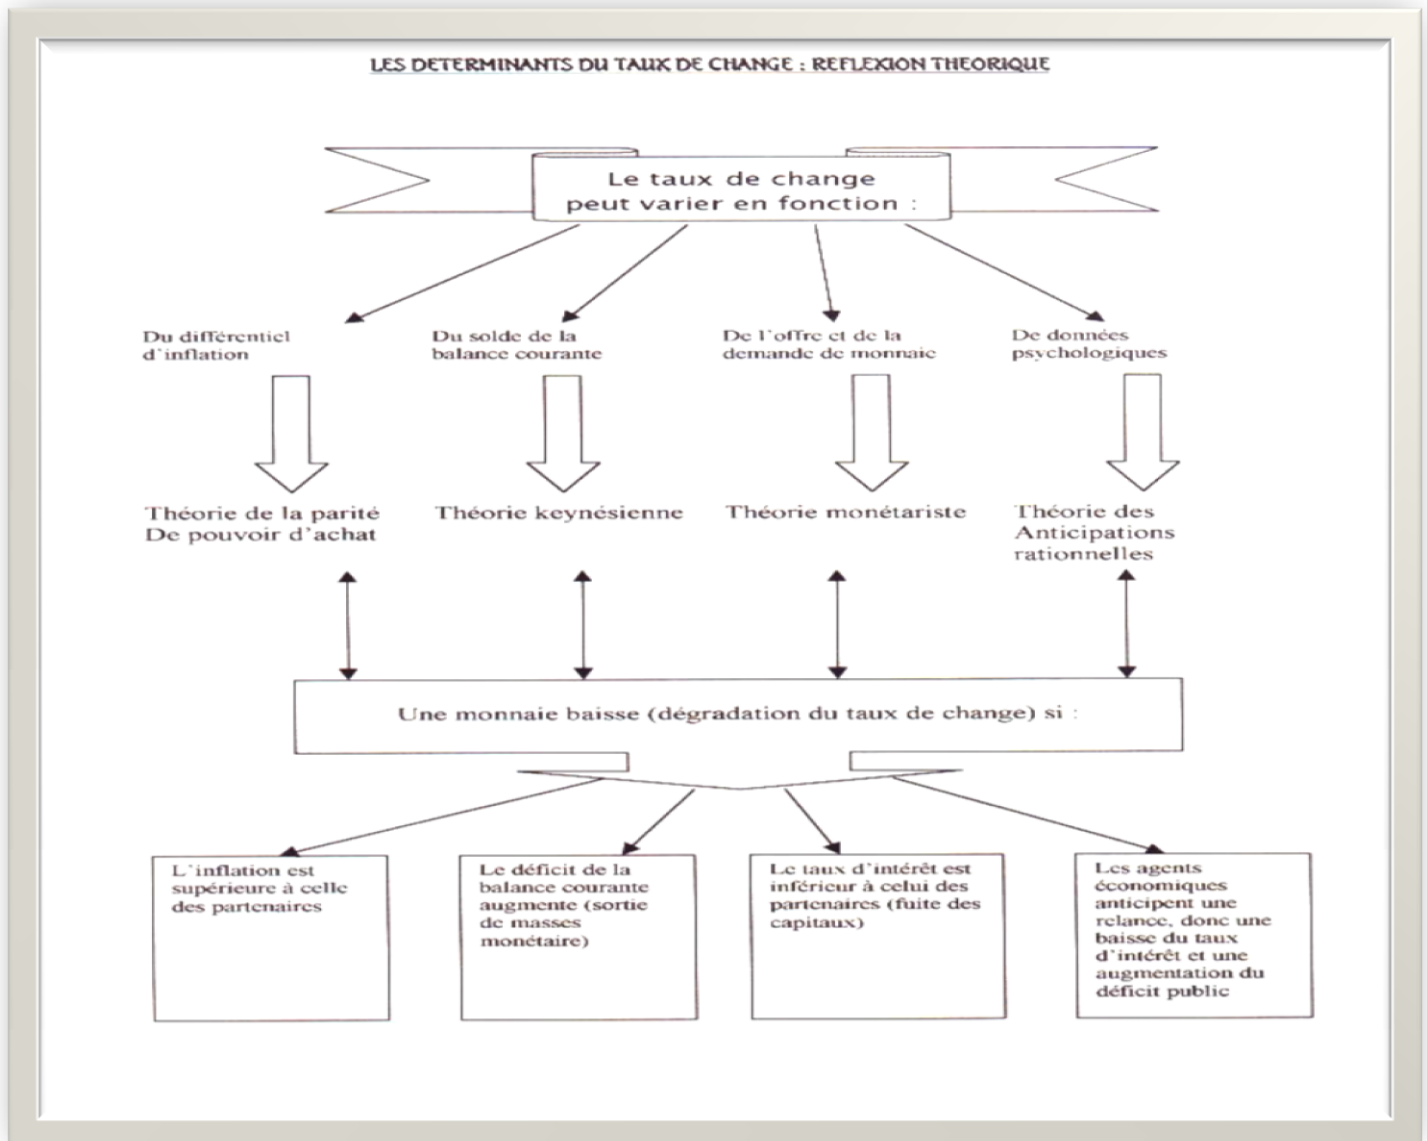 LES DETERMINANTS DU TAUX DE CHANGE : REFLEXION THEORIQUE
Le taux de change
peut varier en fonction :
Du différentiel
d'inflation
Du solde de la
balance courante
De l'offre et de la
demande de monnaie
De données
psychologiques
Théorie de la parité
De pouvoir d'achat
Théorie keynésienne
Théorie monétariste
Théorie des
Anticipations
rationnelles
Une monnaie baisse (dégradation du taux de change) si :
L'inflation est
supérieure à celle
des partenaires
Le déficit de la
balance courante
augmente (sortie
de masses
monétaire)
Le taux d'intérêt est
inférieur à celui des
partenaires (fuite des
capitaux)
Les agents
économiques
anticipent une
relance, donc une
baisse du taux
d'intérêt et une
augmentation du
déficit public